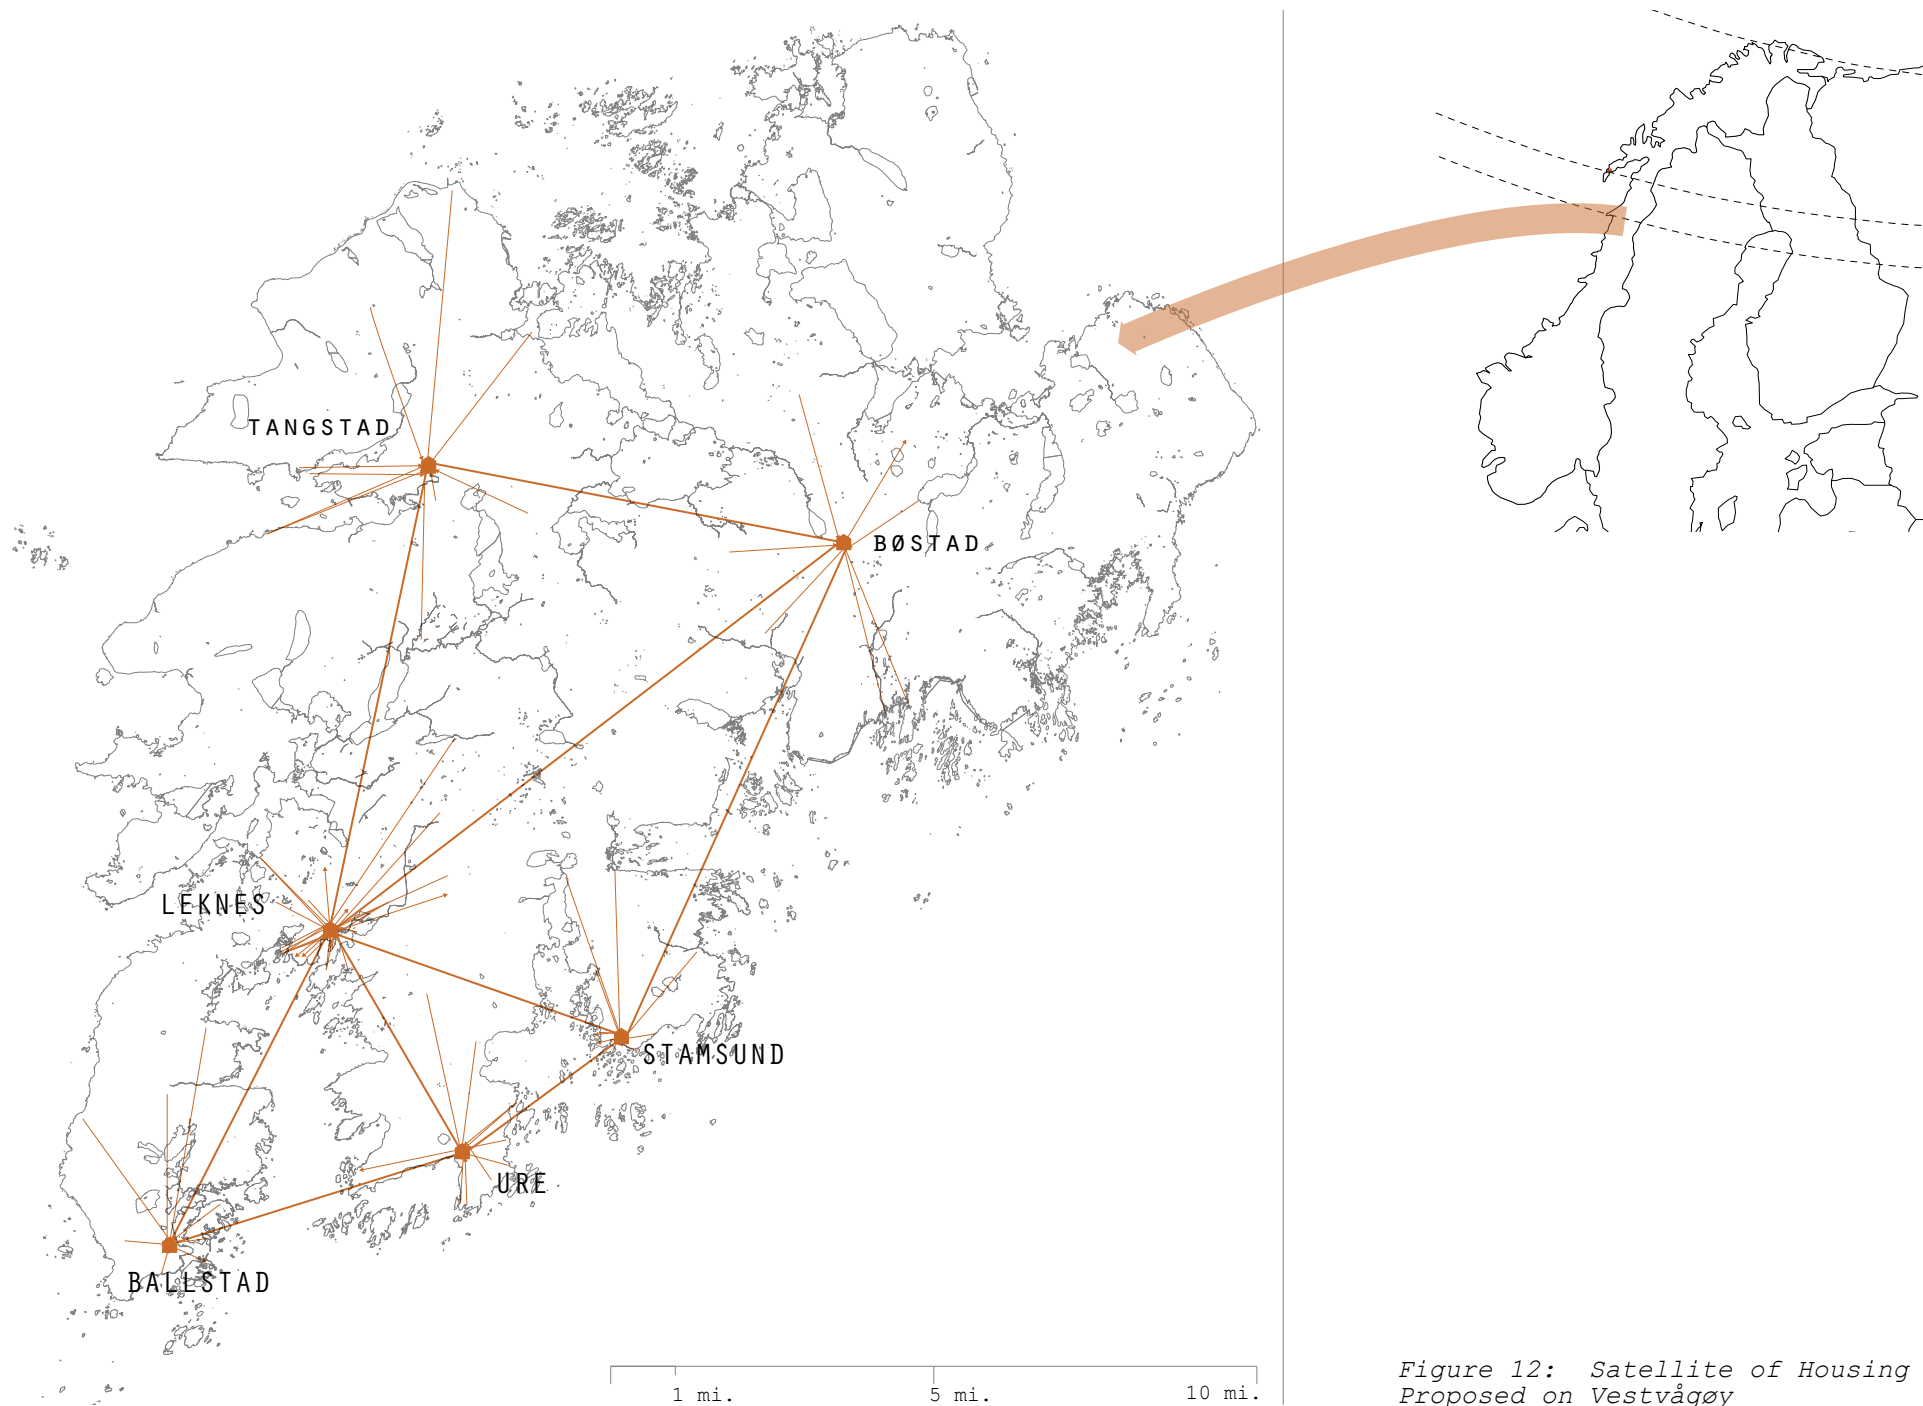 TANGSTAD
BØSTAD
LEKNES
STAMSUND
URE
BALLSTAD
1 mi.
5 mi.
10 mi.
Figure 12:  Satellite of Housing
Proposed on Vestvågøy